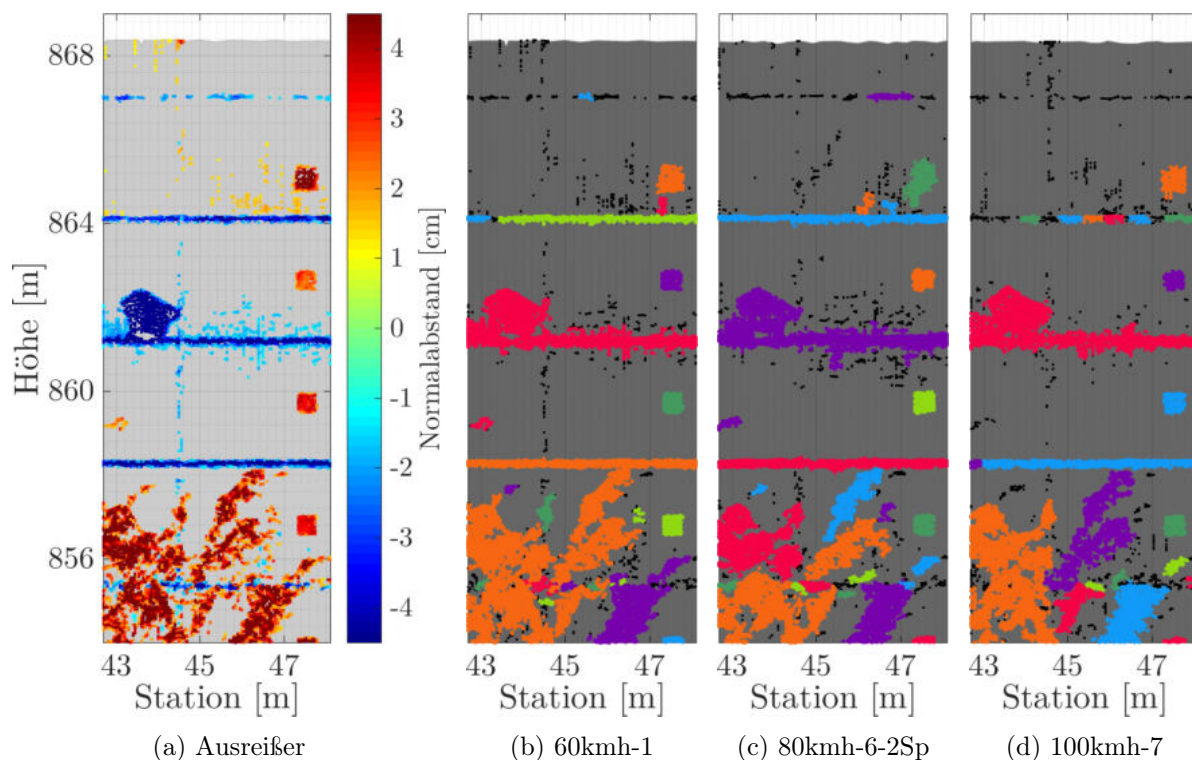 868
864
860
856
Höhe [m]
43 45 47
Station [m]
4
3
2
1
0
-1
-2
-3
-4
Normalabstand [cm]
43 45 47
Station [m]
43 45 47
Station [m]
43 45 47
Station [m]
(a) Ausreißer
(b) 60kmh-1
(c) 80kmh-6-2Sp
(d) 100kmh-7